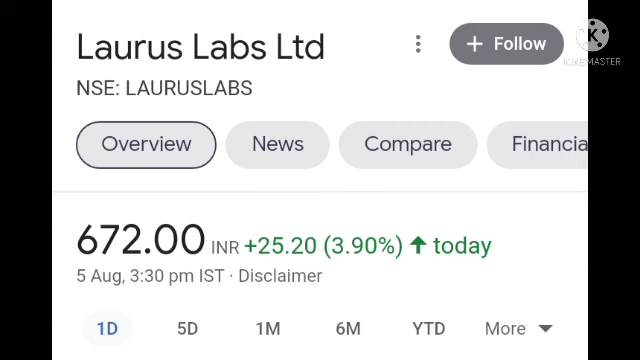 Laurus Labs Ltd
+ Follow
K
KINEMASTER
NSE: LAURUSLABS
Overview
News
Compare
Financia
672.00 INR +25.20 (3.90%) ↑ today
5 Aug, 3:30 pm IST · Disclaimer
1D 5D 1M 6M YTD More